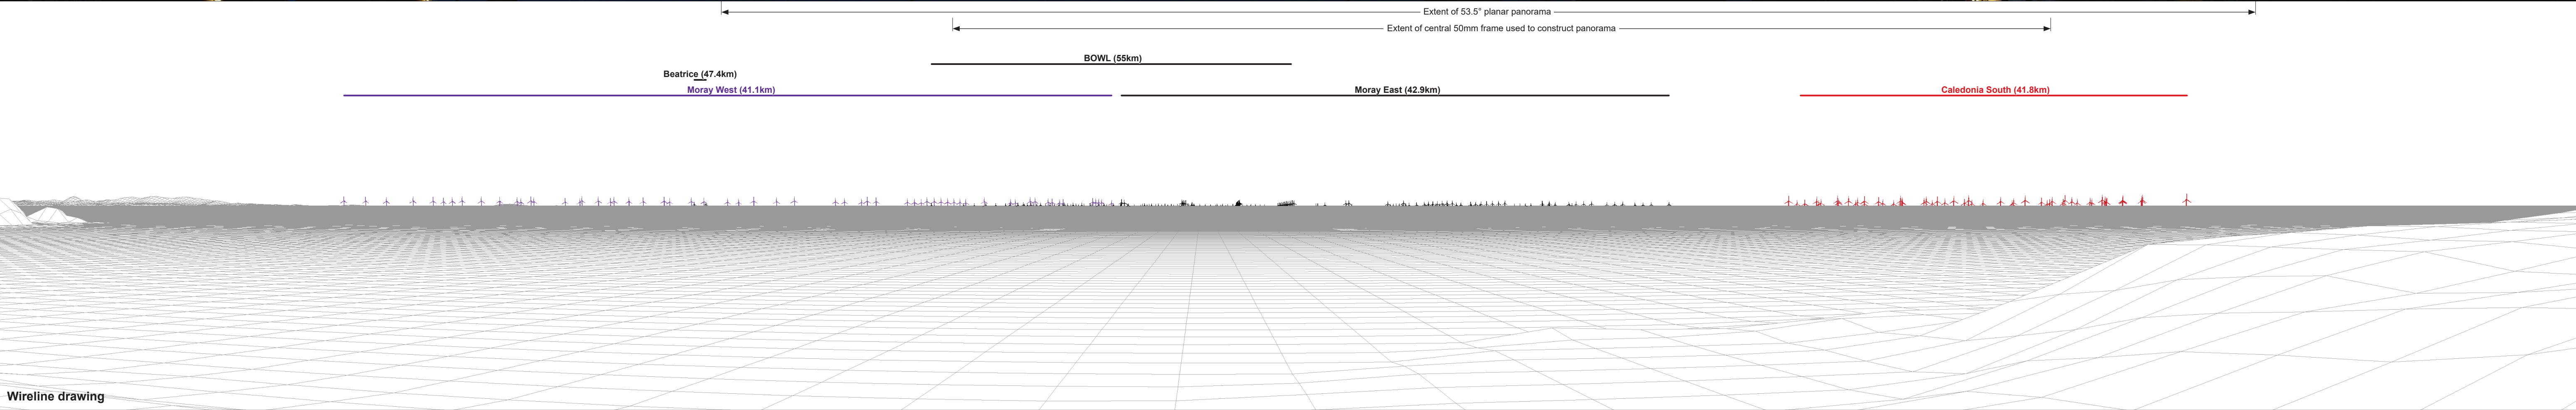 Extent of 53.5° planar panorama
Extent of central 50mm frame used to construct panorama
BOWL (55km)
Beatrice (47.4km)
Moray West (41.1km)
Moray East (42.9km)
Caledonia South (41.8km)
Wireline drawing